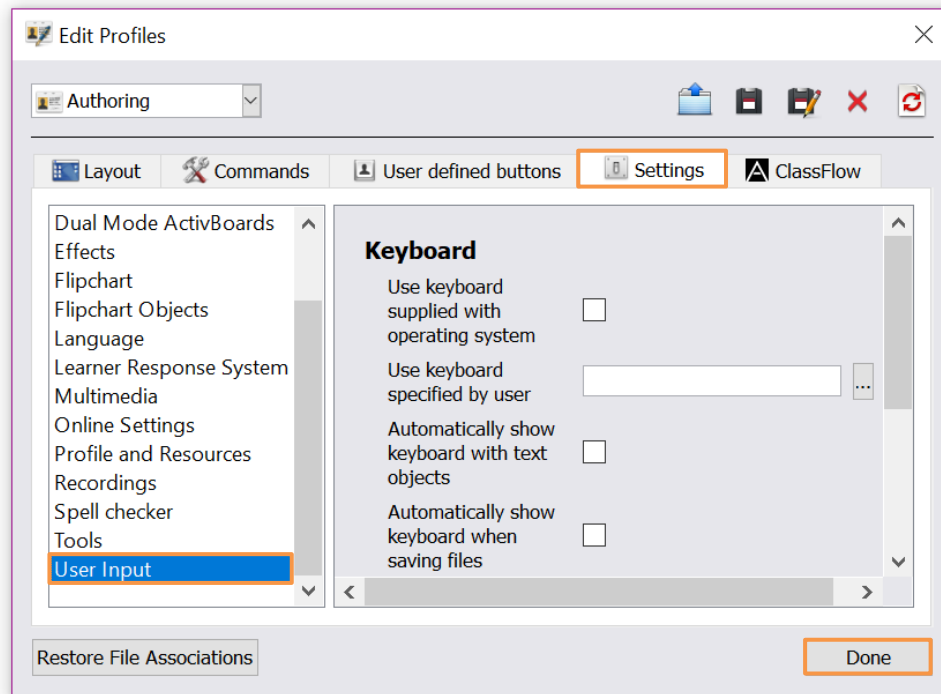 Edit Profiles
Authoring
Layout
Commands
User defined buttons
Settings
ClassFlow
Dual Mode ActivBoards
Effects
Flipchart
Flipchart Objects
Language
Learner Response System
Multimedia
Online Settings
Profile and Resources
Recordings
Spell checker
Tools
User Input
Keyboard
Use keyboard
supplied with
operating system
Use keyboard
specified by user
...
Automatically show
keyboard with text
objects
Automatically show
keyboard when
saving files
Restore File Associations
Done